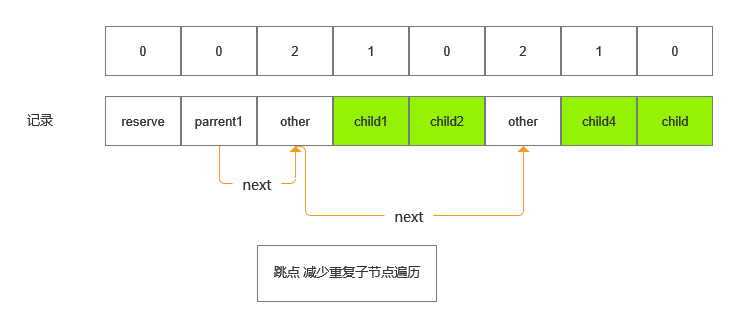 0 0 2 1 0 2 1 0
记录 reserve parrent1 other child1 child2 other child4 child
next
next
跳点 减少重复子节点遍历